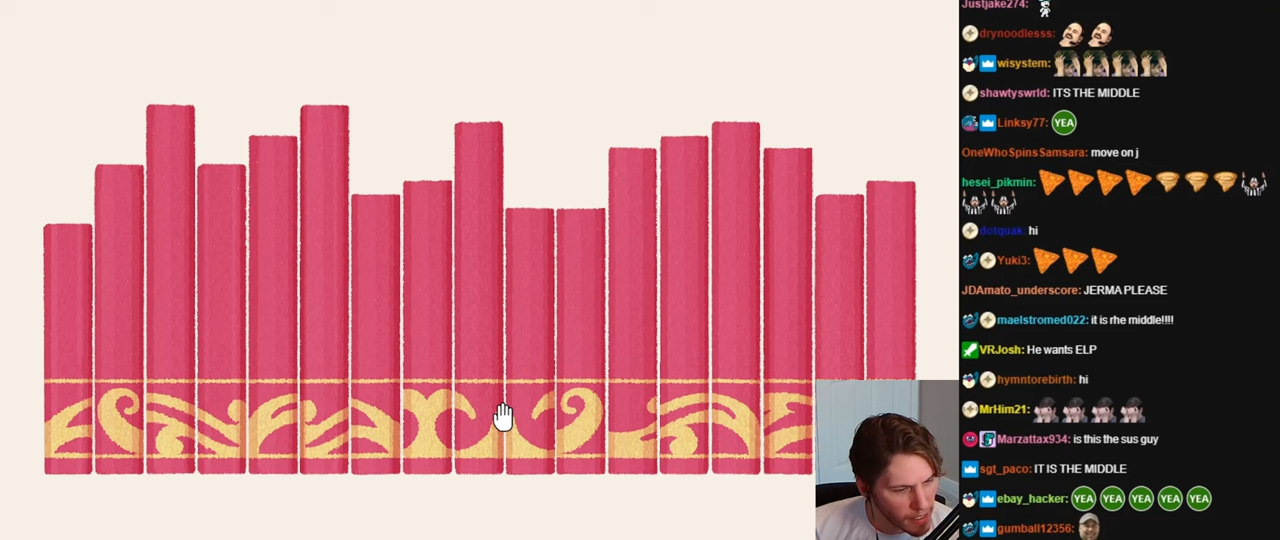 Justjake274:
drynoodlesss:
wisystem:
shawtyswrld: ITS THE MIDDLE
Linksy77: YEA
OneWhoSpinsSamsara: move on j
hesei_pikmin:
dotquak: hi
Yuki3:
JDAmato_underscore: JERMA PLEASE
maelstromed022: it is rhe middle!!!!
VRJosh: He wants ELP
hymntorebirth: hi
MrHim21:
Marzattax934: is this the sus guy
sgt_paco: IT IS THE MIDDLE
ebay_hacker: YEA YEA YEA YEA YEA
gumball12356: